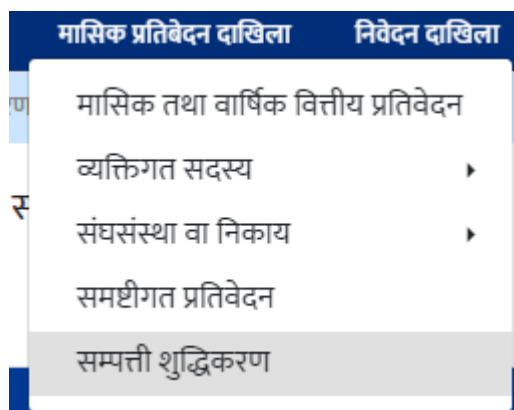 मासिक प्रतिबेदन दाखिला निवेदन दाखिला
मासिक तथा वार्षिक वित्तीय प्रतिवेदन
व्यक्तिगत सदस्य
संघसंस्था वा निकाय
समष्टीगत प्रतिवेदन
सम्पत्ती शुद्धिकरण